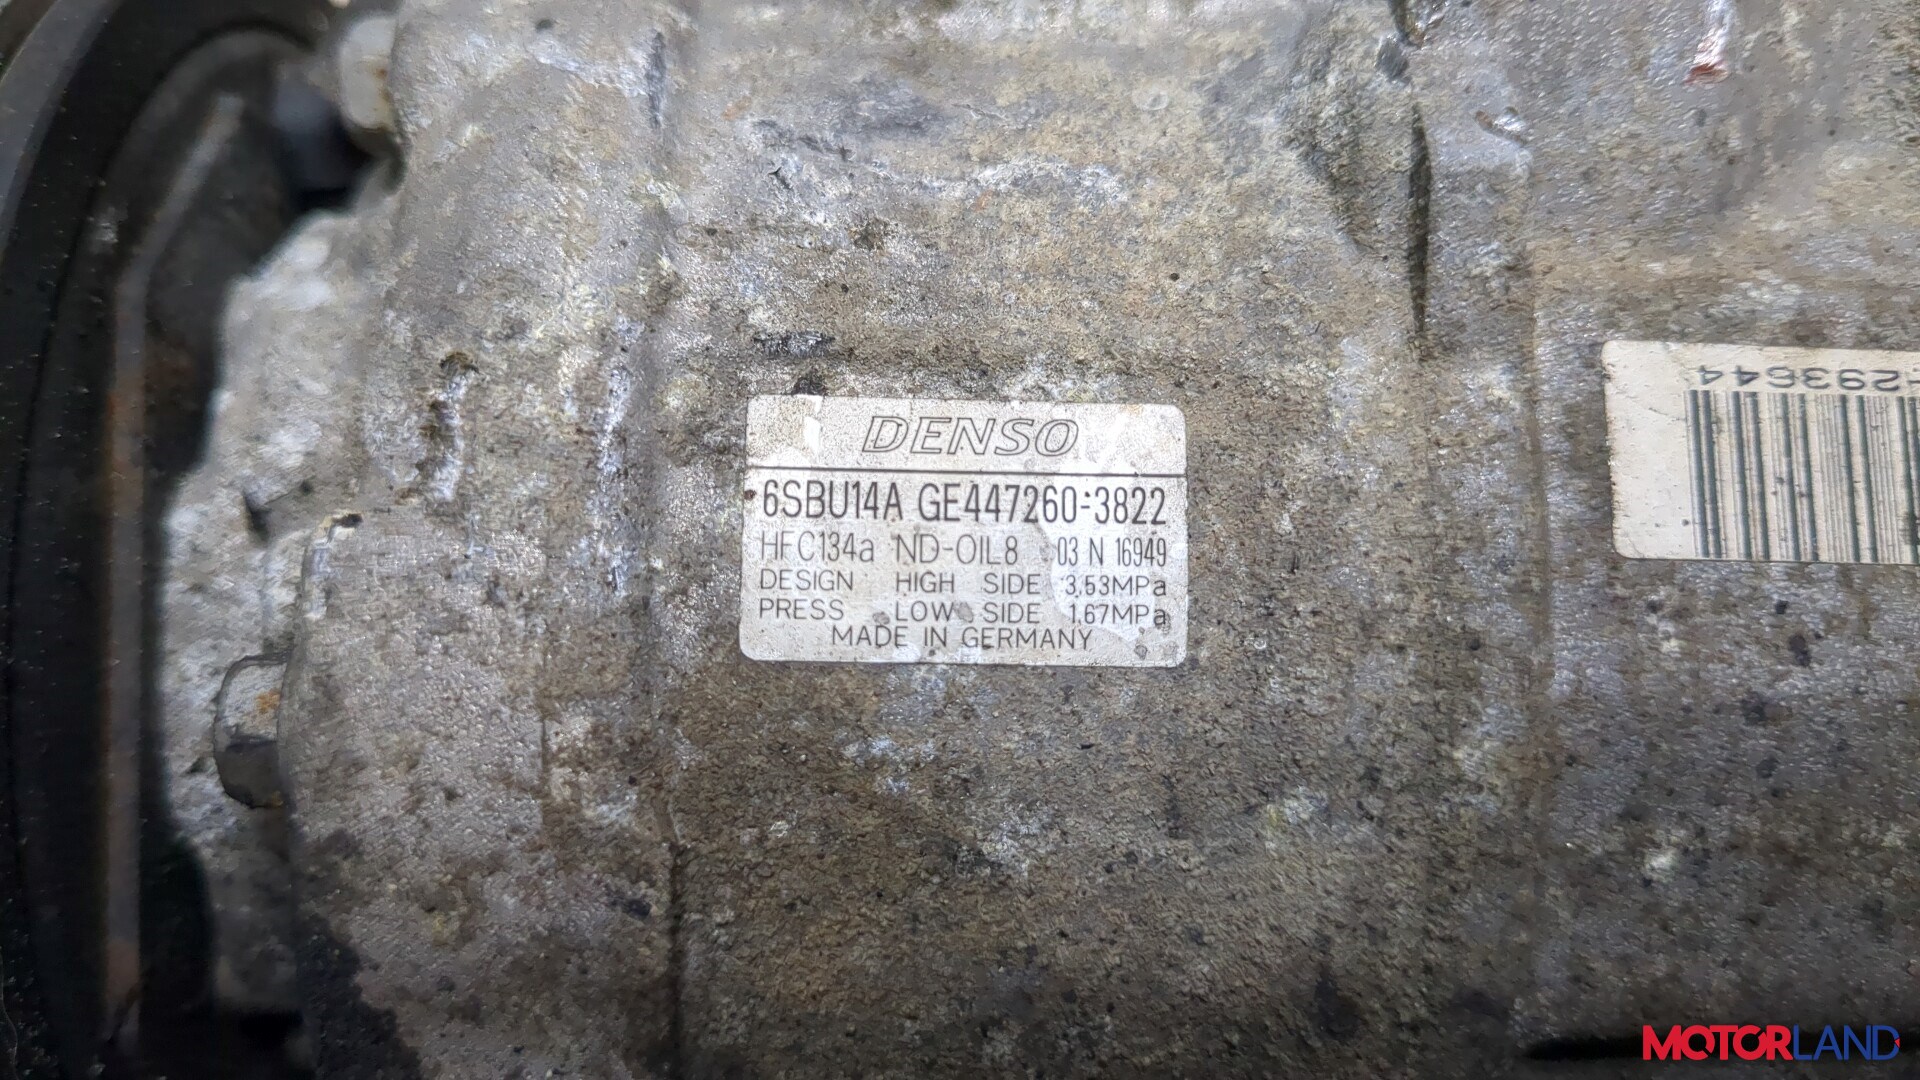 DENSO
6SBU14A GE447260-3822
HFC134a ND-OIL8 03 N 16949
DESIGN HIGH SIDE 3.53MPa
PRESS LOW SIDE 1.67MPa
MADE IN GERMANY
-293644
MOTORLAND